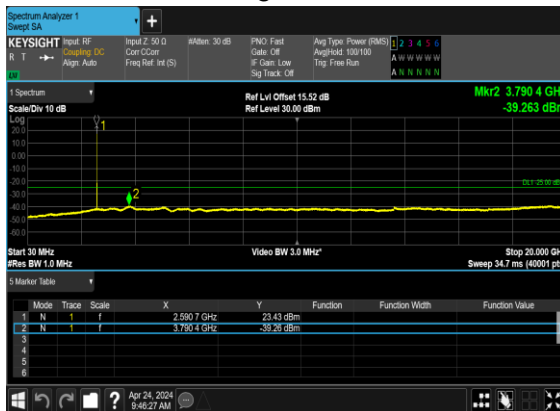 Spectrum Analyzer 1
Swept SA
KEYSIGHT Input: RF Input Z: 50 Ω #Atten: 30 dB PNO: Fast Avg Type: Power (RMS) 1 2 3 4 5 6
R T Coupling: DC Corr CCorr Gate: Off Avg|Hold: 100/100 A W W W W W
Align: Auto Freq Ref: Int (S) IF Gain: Low Trig: Free Run
LXI Sig Track: Off A N N N N N
1 Spectrum Ref Lvl Offset 15.52 dB Mkr2 3.790 4 GH
Scale/Div 10 dB Ref Level 30.00 dBm -39.263 dB
Log
20.0 1
10.0
0.00
-10.0
-20.0 DL1 -25.00 dB
-30.0 2
-40.0
-50.0
-60.0
Start 30 MHz Video BW 3.0 MHz* Stop 20.000 GH
#Res BW 1.0 MHz Sweep 34.7 ms (40001 pt
5 Marker Table
Mode Trace Scale X Y Function Function Width Function Value
1 N 1 f 2.590 7 GHz 23.43 dBm
2 N 1 f 3.790 4 GHz -39.26 dBm
3
4
5
6
? Apr 24, 2024
9:46:27 AM